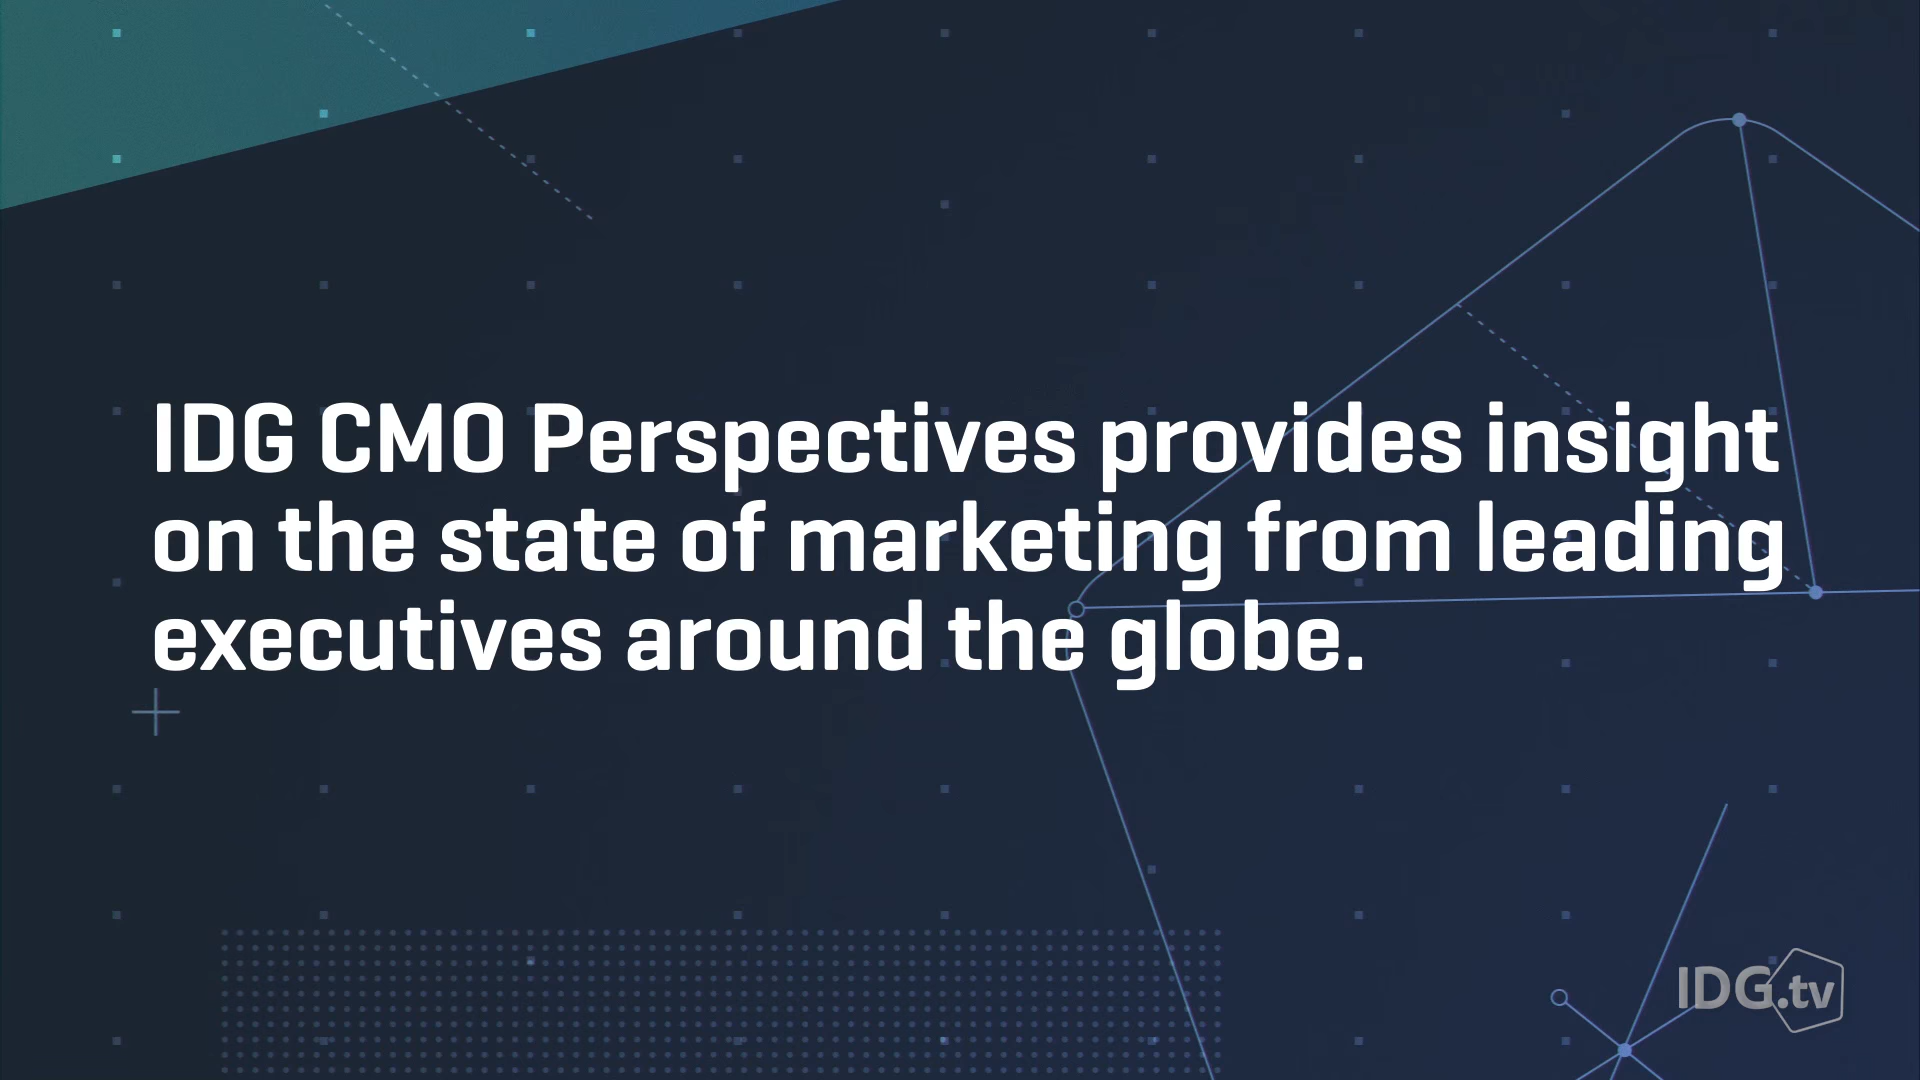 IDG CMO Perspectives provides insight
on the state of marketing from leading
executives around the globe.
IDG.tv